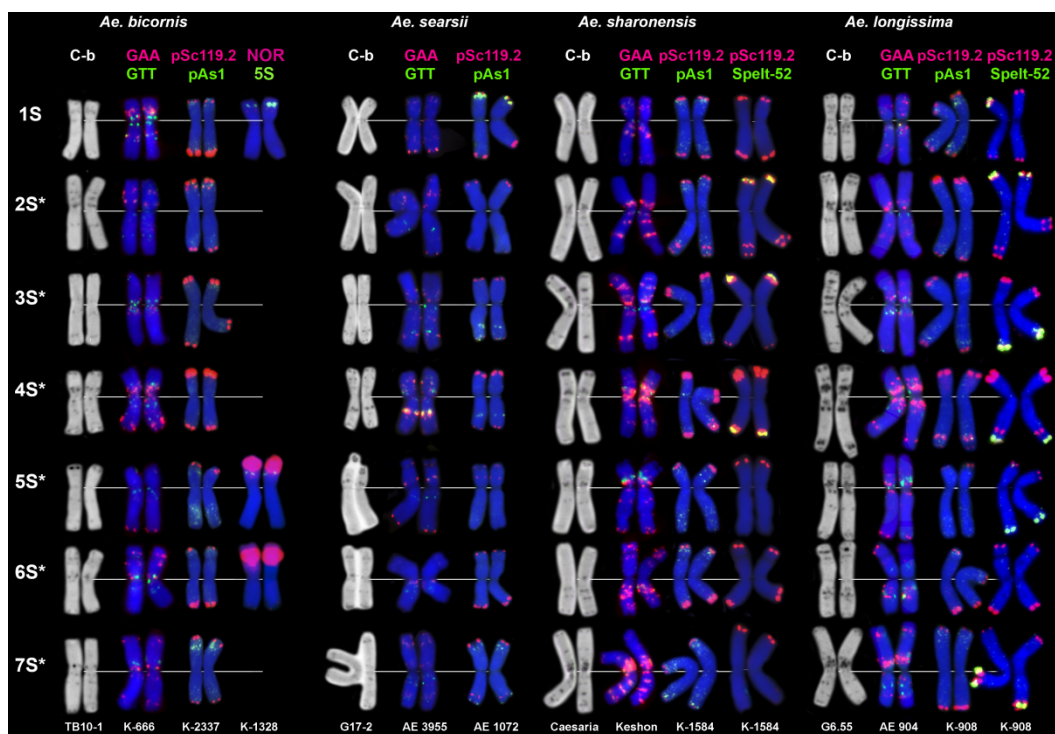 Ae. bicornis Ae. searsii Ae. sharonensis Ae. longissima
C-b GAA pSc119.2 NOR C-b GAA pSc119.2 C-b GAA pSc119.2 pSc119.2 C-b GAA pSc119.2 pSc119.2
GTT pAs1 5S GTT pAs1 GTT pAs1 Spelt-52 GTT pAs1 Spelt-52
1S
2S*
3S*
4S*
5S*
6S*
7S*
TB10-1 K-666 K-2337 K-1328 G17-2 AE 3955 AE 1072 Caesaria Keshon K-1584 K-1584 G6.55 AE 904 K-908 K-908